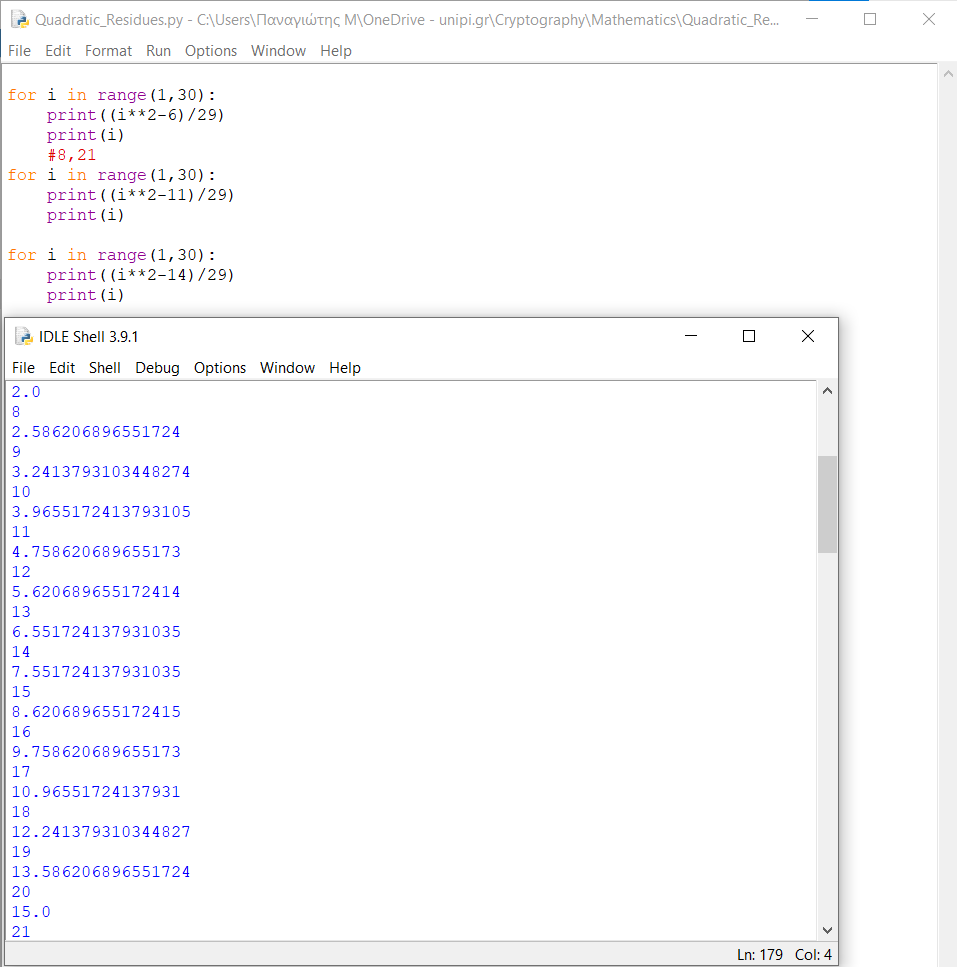 Quadratic_Residues.py - C:\Users\Παναγιώτης Μ\OneDrive - unipi.gr\Cryptography\Mathematics\Quadratic_Re...
File Edit Format Run Options Window Help
for i in range(1,30):
    print((i**2-6)/29)
    print(i)
    #8,21
for i in range(1,30):
    print((i**2-11)/29)
    print(i)
for i in range(1,30):
    print((i**2-14)/29)
    print(i)
IDLE Shell 3.9.1
File Edit Shell Debug Options Window Help
2.0
8
2.586206896551724
9
3.2413793103448274
10
3.9655172413793105
11
4.758620689655173
12
5.620689655172414
13
6.551724137931035
14
7.551724137931035
15
8.620689655172415
16
9.758620689655173
17
10.96551724137931
18
12.241379310344827
19
13.586206896551724
20
15.0
21
Ln: 179 Col: 4